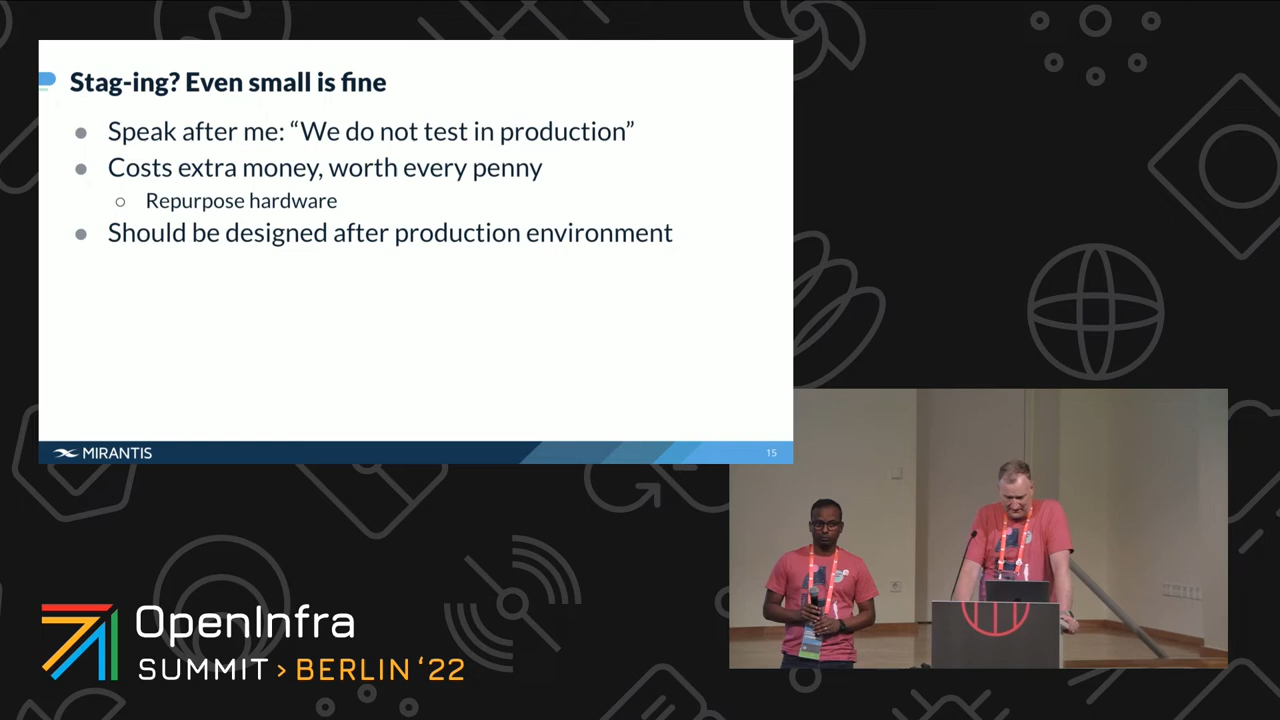 Stag-ing? Even small is fine
Speak after me: “We do not test in production”
Costs extra money, worth every penny
Repurpose hardware
Should be designed after production environment
MIRANTIS
15
OpenInfra
SUMMIT > BERLIN ‘22